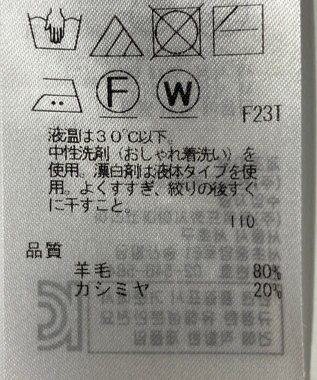 F
W
F23T
液温は30℃以下。
中性洗剤（おしゃれ着洗い）を
使用。漂白剤は液体タイプを使
用。よくすすぎ、絞りの後すぐ
に干すこと。
110
品質
羊毛 80%
カシミヤ 20%